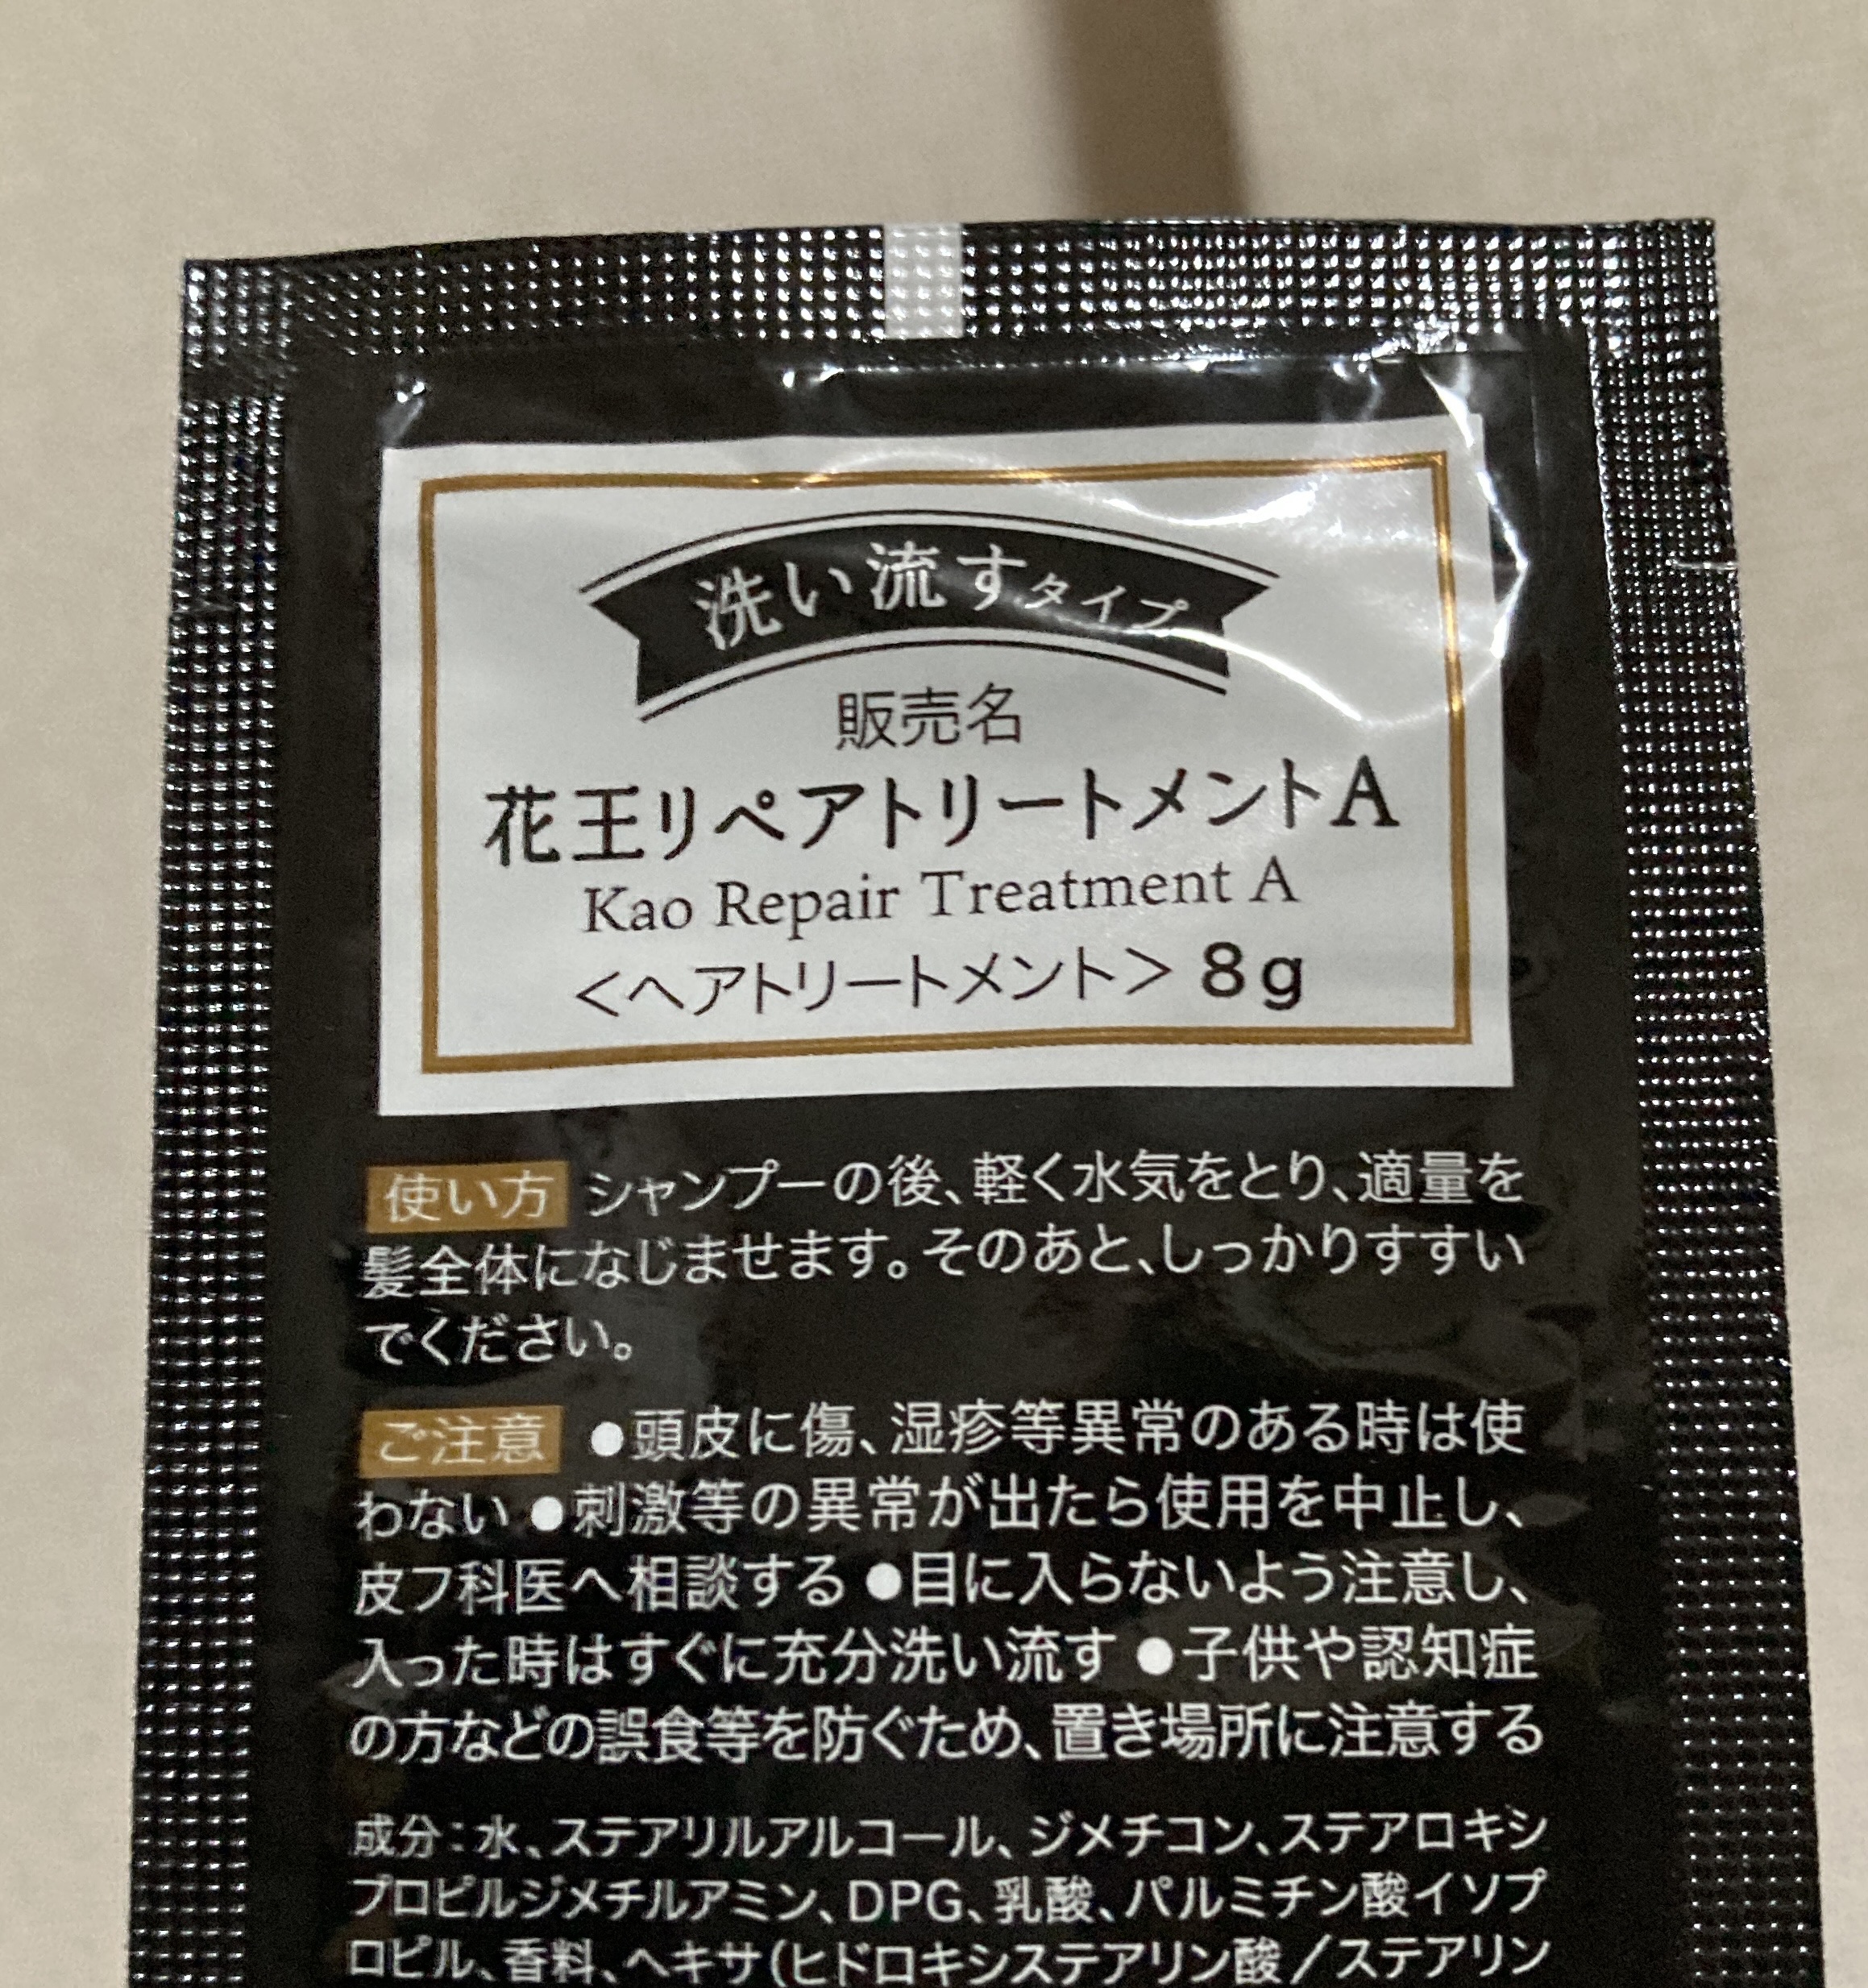 洗い流すタイプ
販売名
花王リペアトリートメントA
Kao Repair Treatment A
<ヘアトリートメント> 8g
使い方 シャンプーの後、軽く水気をとり、適量を
髪全体になじませます。そのあと、しっかりすすい
でください。
ご注意 ●頭皮に傷、湿疹等異常のある時は使
わない ●刺激等の異常が出たら使用を中止し、
皮フ科医へ相談する ●目に入らないよう注意し、
入った時はすぐに充分洗い流す ●子供や認知症
の方などの誤食等を防ぐため、置き場所に注意する
成分：水、ステアリルアルコール、ジメチコン、ステアロキシ
プロピルジメチルアミン、DPG、乳酸、パルミチン酸イソプ
ロピル、香料、ヘキサ(ヒドロキシステアリン酸／ステアリン